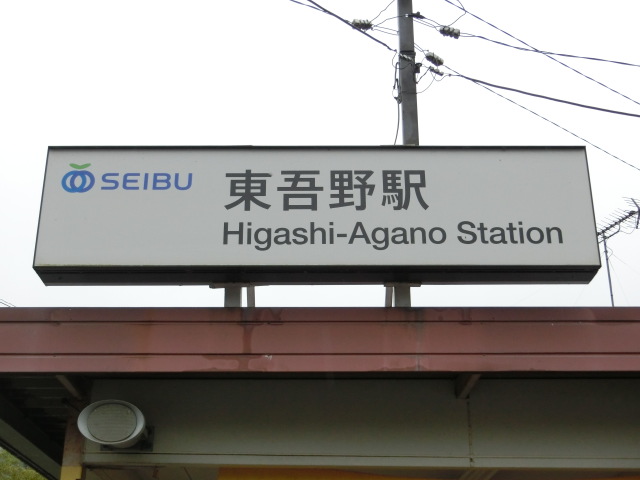 SEIBU
東吾野駅
Higashi-Agano Station